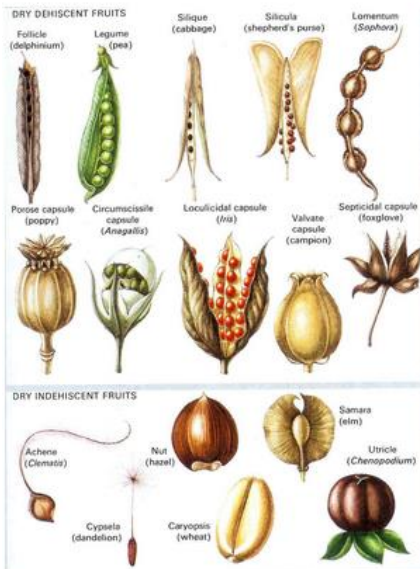 DRY DEHISCENT FRUITS
Follicle
(delphinium)
Legume
(pea)
Silique
(cabbage)
Silicula
(shepherd's purse)
Lomentum
(Sophora)
Porose capsule
(poppy)
Circumscissile
capsule
(Anagallis)
Loculicidal capsule
(Iris)
Valvate
capsule
(campion)
Septicidal capsule
(foxglove)
DRY INDEHISCENT FRUITS
Achene
(Clematis)
Cypsela
(dandelion)
Nut
(hazel)
Caryopsis
(wheat)
Samara
(elm)
Utricle
(Chenopodium)